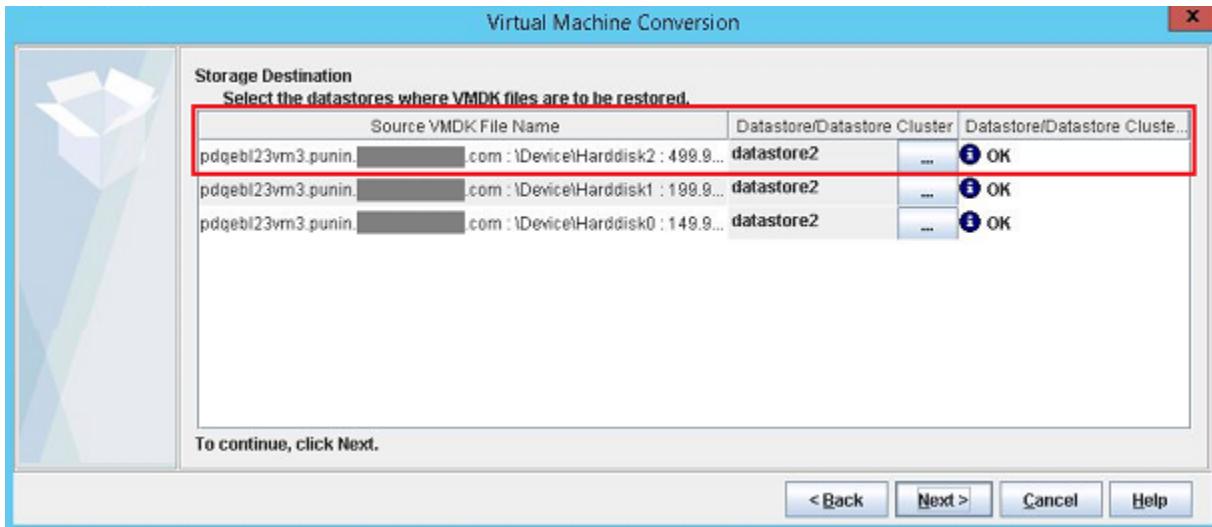 Virtual Machine Conversion
x
Storage Destination
Select the datastores where VMDK files are to be restored.
Source VMDK File Name Datastore/Datastore Cluster Datastore/Datastore Cluste...
pdqebl23vm3.punin. .com : \Device\Harddisk2 : 499.9... datastore2 ... i OK
pdqebl23vm3.punin. .com : \Device\Harddisk1 : 199.9... datastore2 ... i OK
pdqebl23vm3.punin. .com : \Device\Harddisk0 : 149.9... datastore2 ... i OK
To continue, click Next.
< Back Next > Cancel Help